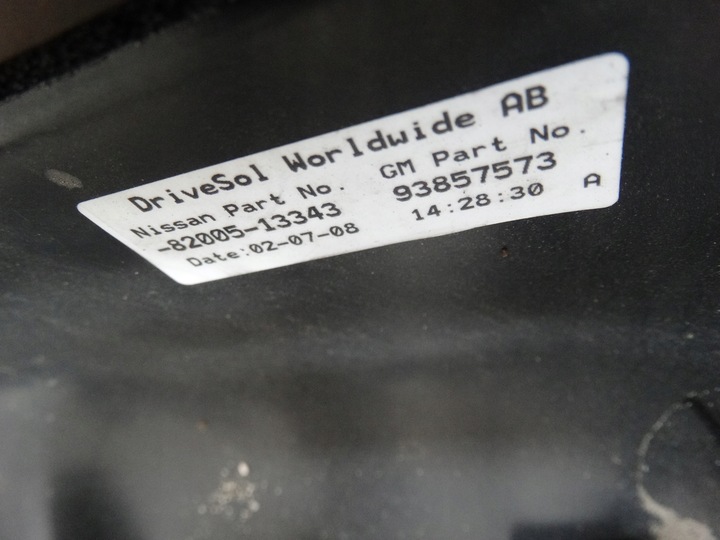 DriveSol Worldwide AB
Nissan Part No. GM Part No.
-82005-13343 93857573
Date:02-07-08 14:28:30 A